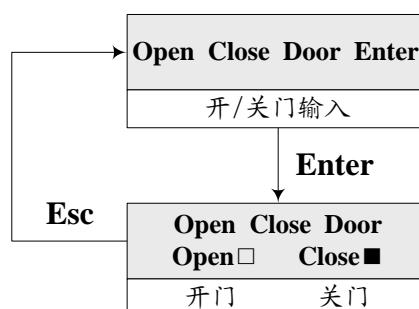 Open Close Door Enter
开/关门输入
Enter
Esc
Open Close Door
Open□ Close■
开门 关门